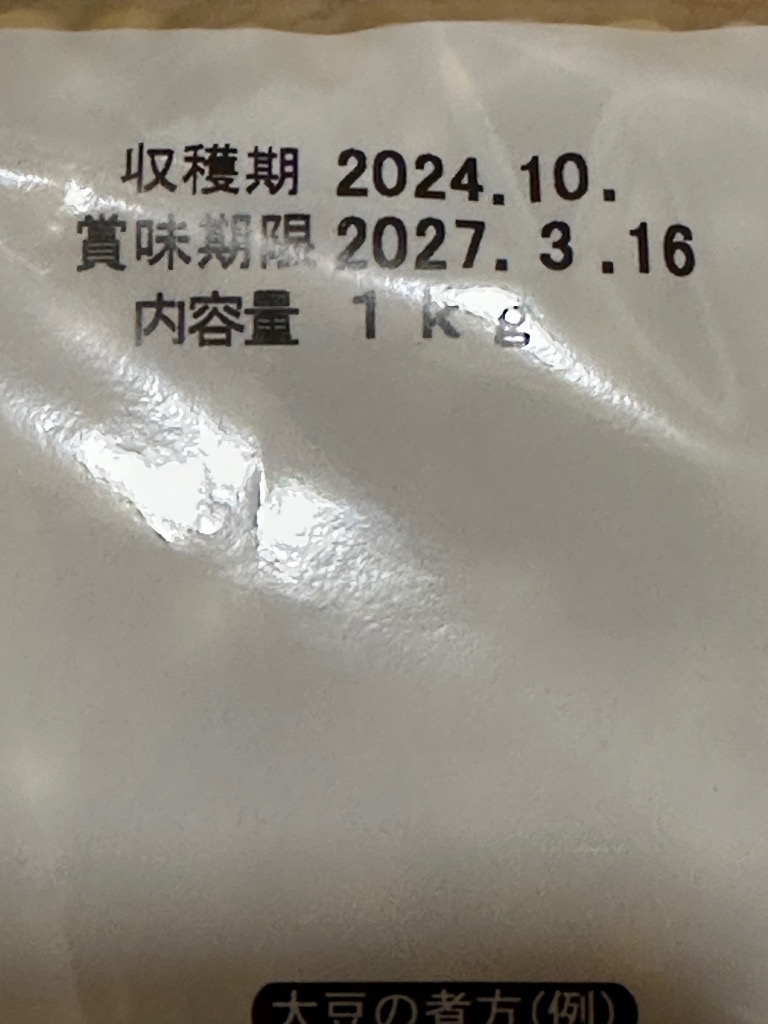 収穫期 2024.10.
賞味期限 2027. 3 .16
内容量 1kg
大豆の煮方(例)